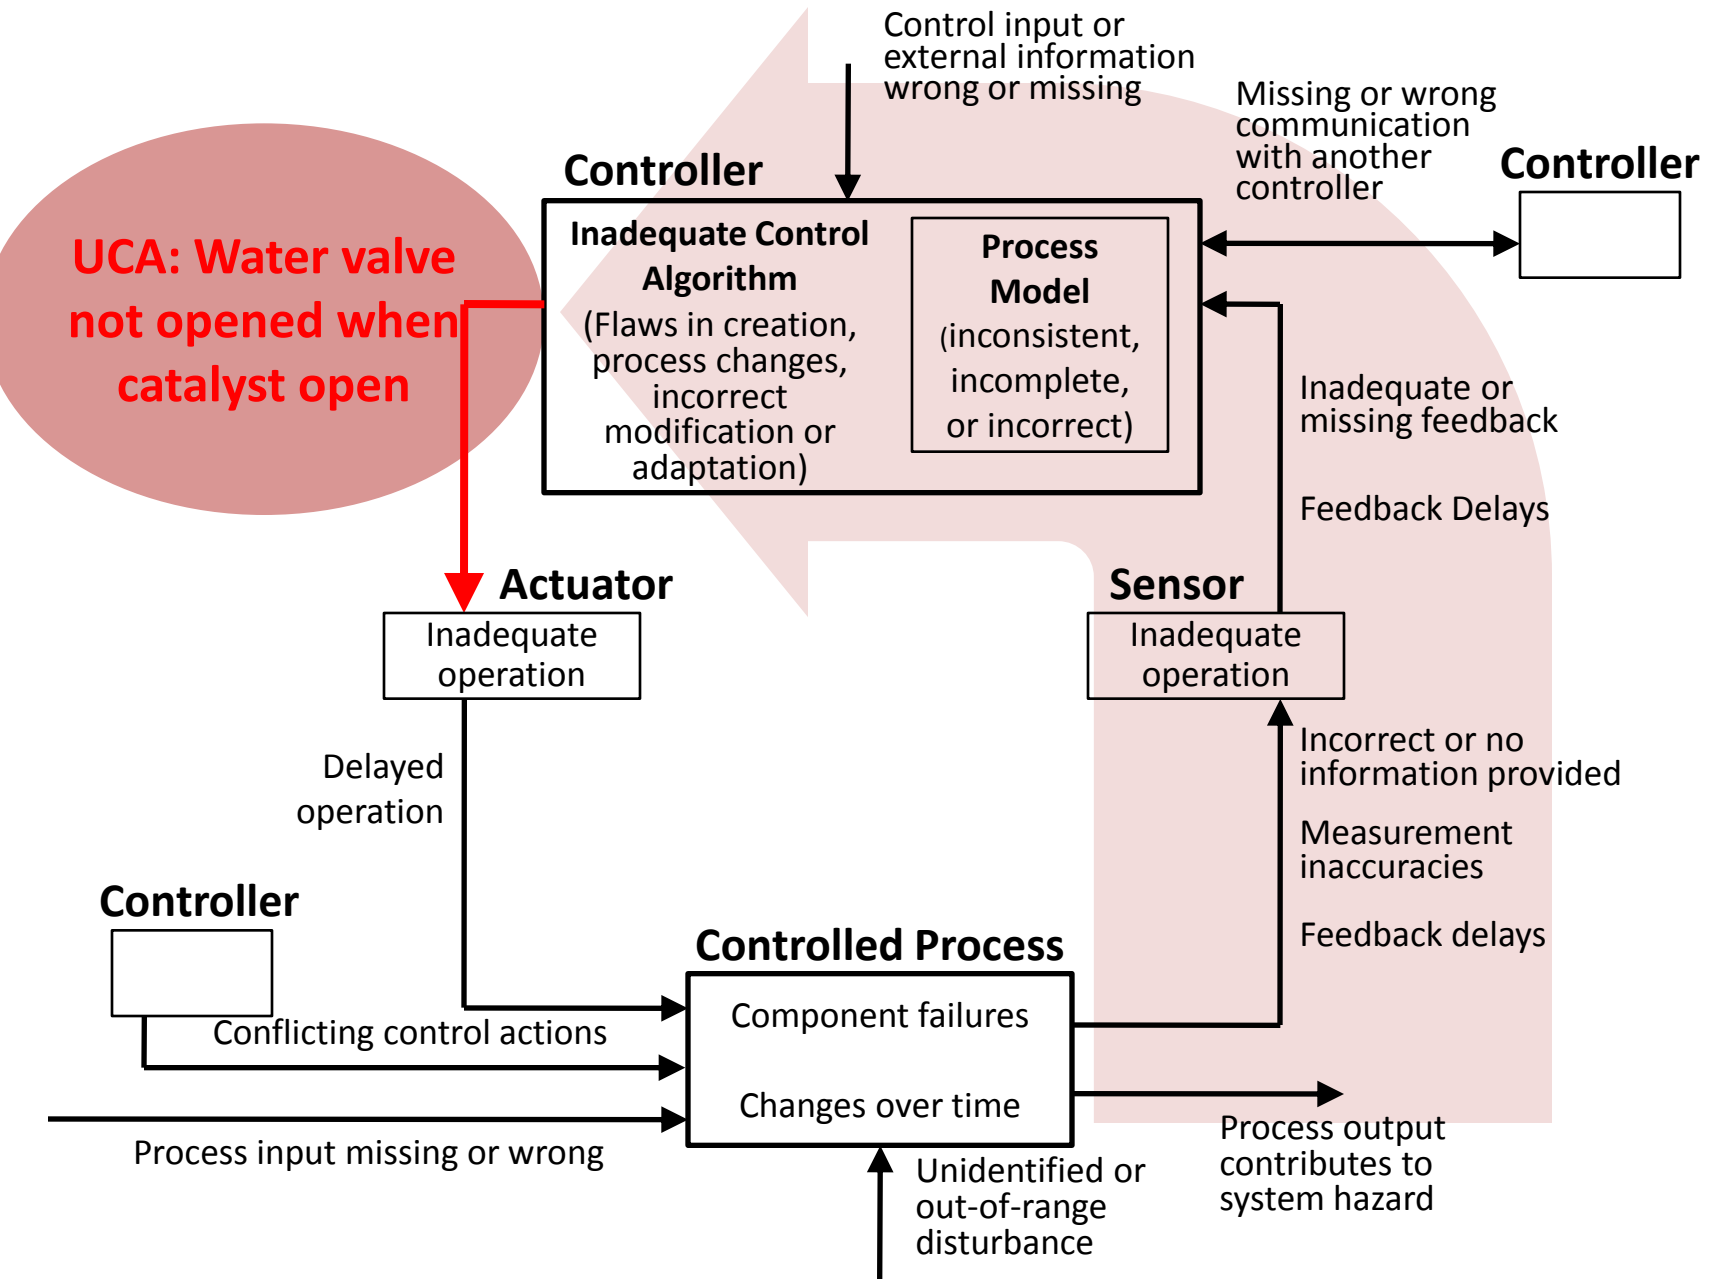 Control input or
external information
wrong or missing
Missing or wrong
communication
with another
controller
Controller
Controller
UCA: Water valve
not opened when
catalyst open
Inadequate Control
Algorithm
(Flaws in creation,
process changes,
incorrect
modification or
adaptation)
Process
Model
(inconsistent,
incomplete,
or incorrect)
Inadequate or
missing feedback
Feedback Delays
Actuator
Inadequate
operation
Sensor
Inadequate
operation
Delayed
operation
Incorrect or no
information provided
Measurement
inaccuracies
Feedback delays
Controller
Conflicting control actions
Controlled Process
Component failures
Changes over time
Process input missing or wrong
Unidentified or
out-of-range
disturbance
Process output
contributes to
system hazard